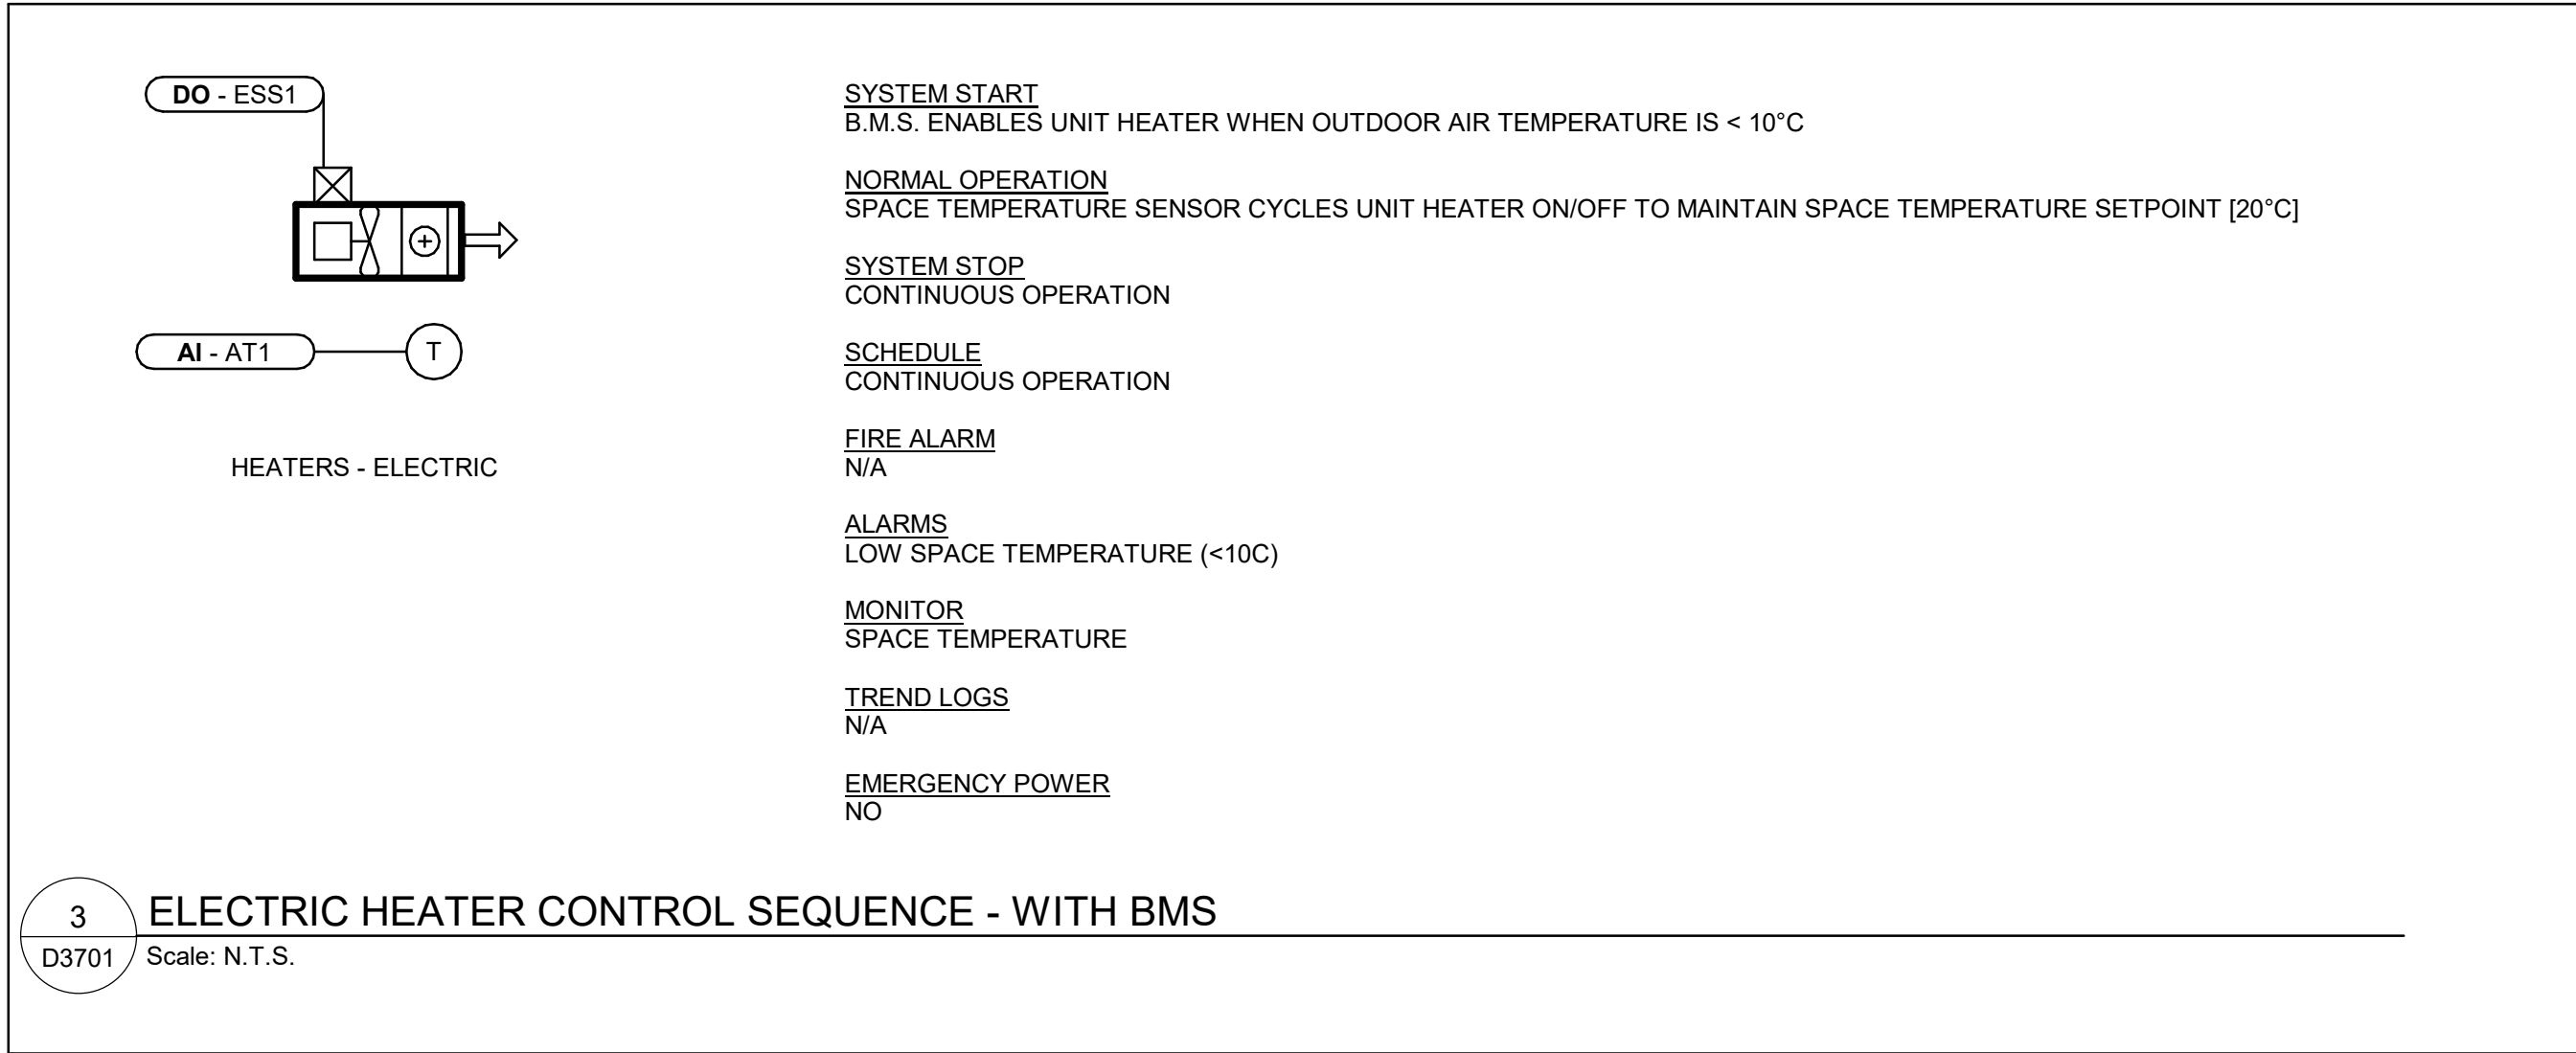 DO - ESS1
AI - AT1
T
HEATERS - ELECTRIC
SYSTEM START
B.M.S. ENABLES UNIT HEATER WHEN OUTDOOR AIR TEMPERATURE IS < 10°C
NORMAL OPERATION
SPACE TEMPERATURE SENSOR CYCLES UNIT HEATER ON/OFF TO MAINTAIN SPACE TEMPERATURE SETPOINT [20°C]
SYSTEM STOP
CONTINUOUS OPERATION
SCHEDULE
CONTINUOUS OPERATION
FIRE ALARM
N/A
ALARMS
LOW SPACE TEMPERATURE (<10C)
MONITOR
SPACE TEMPERATURE
TREND LOGS
N/A
EMERGENCY POWER
NO
3
D3701
ELECTRIC HEATER CONTROL SEQUENCE - WITH BMS
Scale: N.T.S.